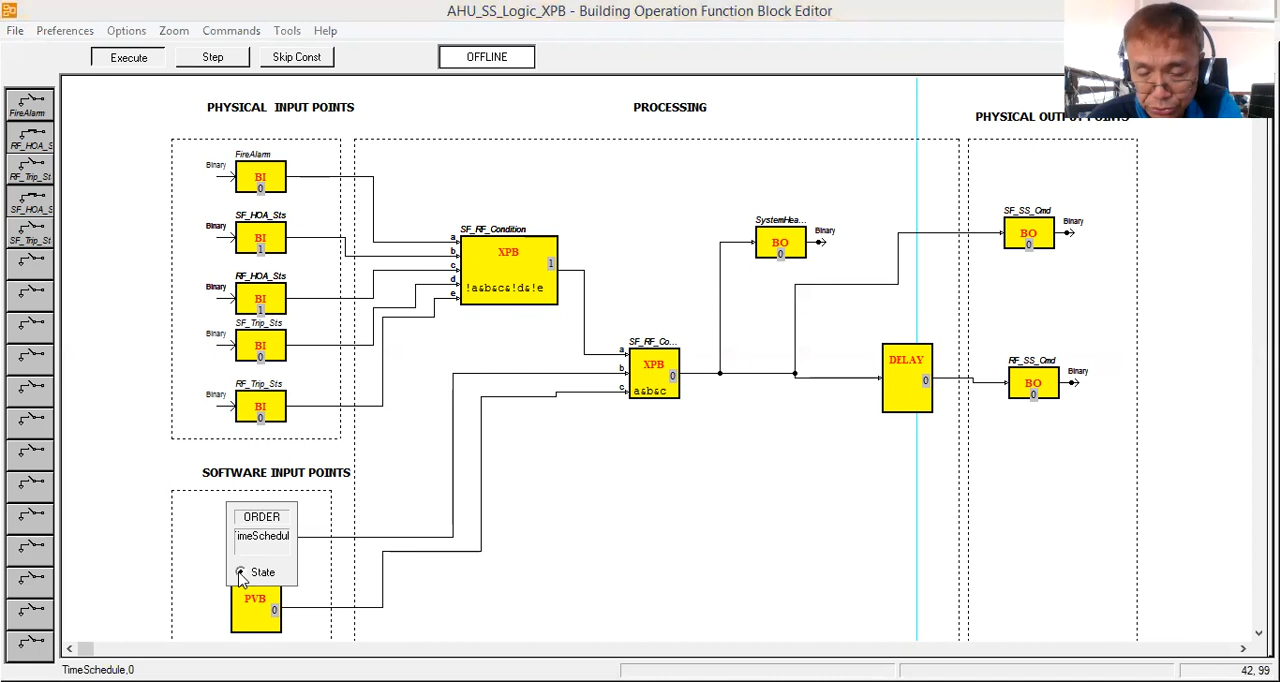 AHU_SS_Logic_XPB - Building Operation Function Block Editor
File Preferences Options Zoom Commands Tools Help
Execute Step Skip Const OFFLINE
FireAlarm
RF_HOA_S
RF_Trip_St
SF_HOA_S
SF_Trip_St
PHYSICAL INPUT POINTS
PROCESSING
FireAlarm
Binary
BI
0
SF_HOA_Sts
Binary
BI
1
RF_HOA_Sts
Binary
BI
1
SF_Trip_Sts
Binary
BI
0
RF_Trip_Sts
Binary
BI
0
SF_RF_Condition
a
b
c
d
e
XPB
1
!a&b&c&!d&!e
SF_RF_Co...
a
b
c
XPB
0
a&b&c
SystemHea...
BO
0
Binary
DELAY
0
SF_SS_Cmd
BO
0
Binary
RF_SS_Cmd
BO
0
Binary
SOFTWARE INPUT POINTS
ORDER
imeSchedul
State
PVB
0
TimeSchedule,0
42, 99